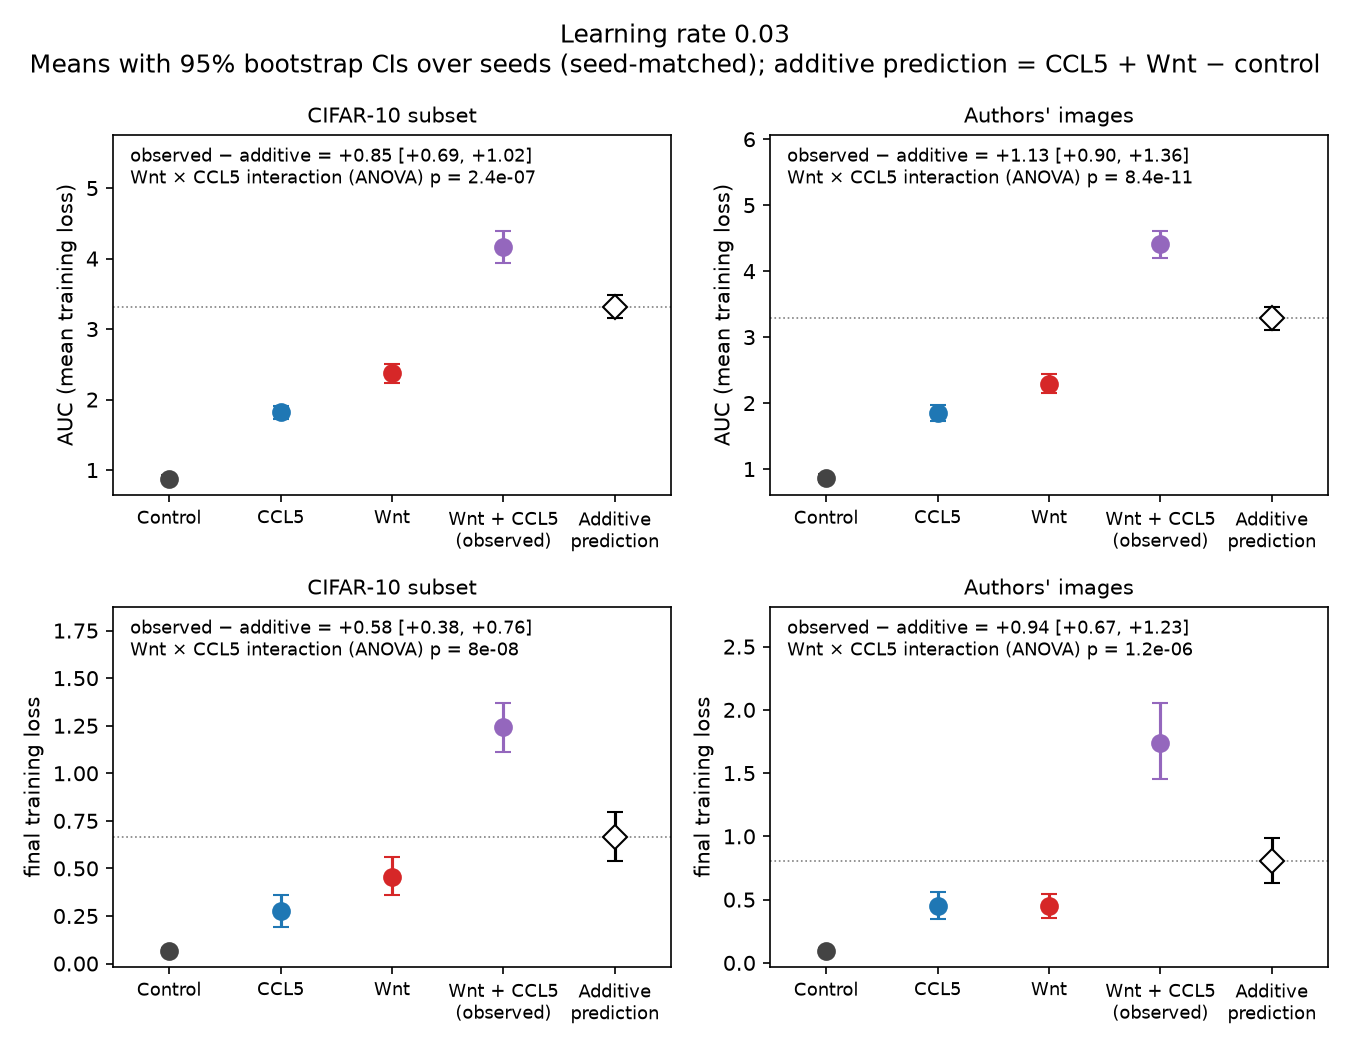 Learning rate 0.03
Means with 95% bootstrap CIs over seeds (seed-matched); additive prediction = CCL5 + Wnt − control
CIFAR-10 subset
observed − additive = +0.85 [+0.69, +1.02]
Wnt × CCL5 interaction (ANOVA) p = 2.4e-07
AUC (mean training loss)
5
4
3
2
1
Control
CCL5
Wnt
Wnt + CCL5
(observed)
Additive
prediction
Authors' images
observed − additive = +1.13 [+0.90, +1.36]
Wnt × CCL5 interaction (ANOVA) p = 8.4e-11
AUC (mean training loss)
6
5
4
3
2
1
Control
CCL5
Wnt
Wnt + CCL5
(observed)
Additive
prediction
CIFAR-10 subset
observed − additive = +0.58 [+0.38, +0.76]
Wnt × CCL5 interaction (ANOVA) p = 8e-08
final training loss
1.75
1.50
1.25
1.00
0.75
0.50
0.25
0.00
Control
CCL5
Wnt
Wnt + CCL5
(observed)
Additive
prediction
Authors' images
observed − additive = +0.94 [+0.67, +1.23]
Wnt × CCL5 interaction (ANOVA) p = 1.2e-06
final training loss
2.5
2.0
1.5
1.0
0.5
0.0
Control
CCL5
Wnt
Wnt + CCL5
(observed)
Additive
prediction